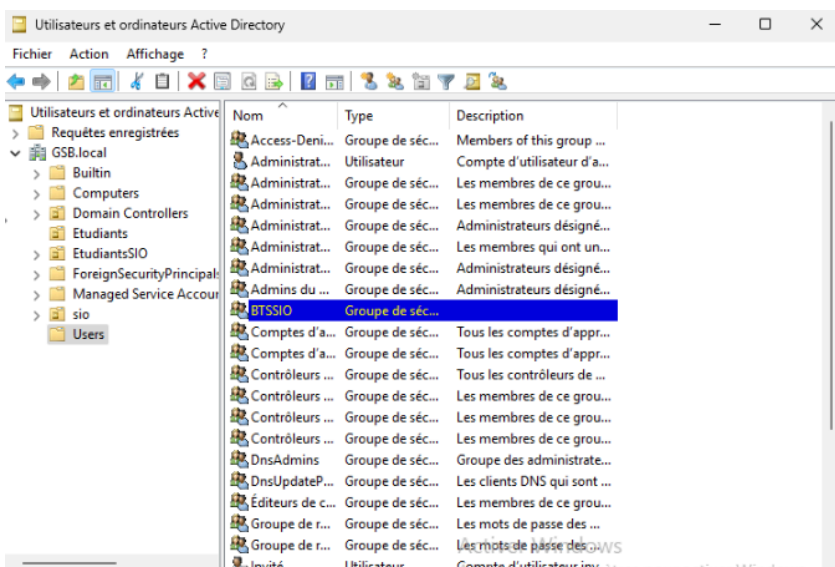 Utilisateurs et ordinateurs Active Directory
Fichier Action Affichage ?
Utilisateurs et ordinateurs Active
Requêtes enregistrées
GSB.local
Builtin
Computers
Domain Controllers
Etudiants
EtudiantsSIO
ForeignSecurityPrincipals
Managed Service Accour
sio
Users
Nom Type Description
Access-Deni... Groupe de séc... Members of this group ...
Administrat... Utilisateur Compte d'utilisateur d'a...
Administrat... Groupe de séc... Les membres de ce grou...
Administrat... Groupe de séc... Les membres de ce grou...
Administrat... Groupe de séc... Administrateurs désigné...
Administrat... Groupe de séc... Les membres qui ont un...
Administrat... Groupe de séc... Administrateurs désigné...
Admins du ... Groupe de séc... Administrateurs désigné...
BTSSIO Groupe de séc...
Comptes d'a... Groupe de séc... Tous les comptes d'appr...
Comptes d'a... Groupe de séc... Tous les comptes d'appr...
Contrôleurs ... Groupe de séc... Tous les contrôleurs de ...
Contrôleurs ... Groupe de séc... Les membres de ce grou...
Contrôleurs ... Groupe de séc... Les membres de ce grou...
Contrôleurs ... Groupe de séc... Les membres de ce grou...
DnsAdmins Groupe de séc... Groupe des administrate...
DnsUpdateP... Groupe de séc... Les clients DNS qui sont ...
Éditeurs de c... Groupe de séc... Les membres de ce grou...
Groupe de r... Groupe de séc... Les mots de passe des ...
Groupe de r... Groupe de séc... Les mots de passe des ...
Invité Utilisateur Compte d'utilisateur inv...